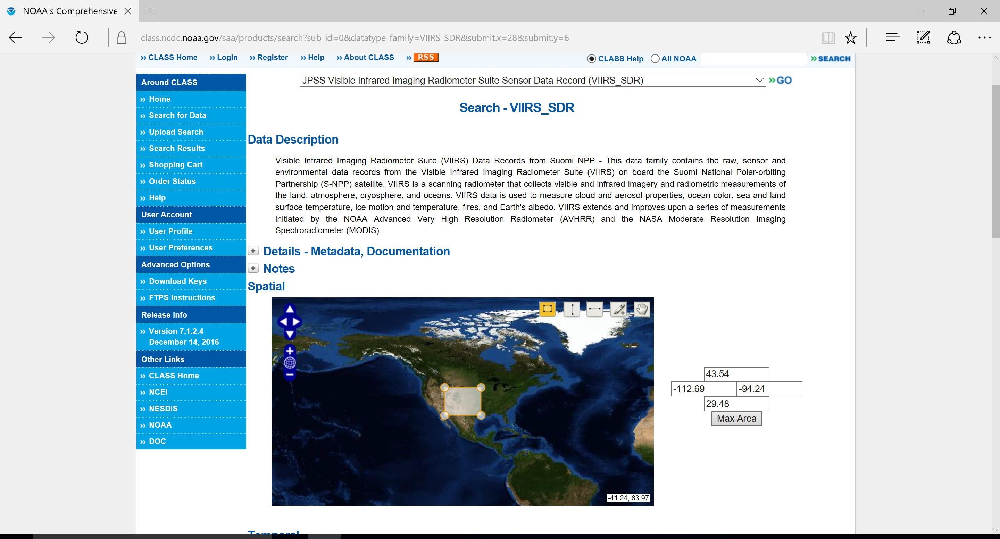 NOAA's Comprehensive
class.ncdc.noaa.gov/saa/products/search?sub_id=0&datatype_family=VIIRS_SDR&submit.x=28&submit.y=6
» CLASS Home » Login » Register » Help » About CLASS » RSS CLASS Help All NOAA » SEARCH
JPSS Visible Infrared Imaging Radiometer Suite Sensor Data Record (VIIRS_SDR) » GO
Around CLASS
» Home
» Search for Data
» Upload Search
» Search Results
» Shopping Cart
» Order Status
» Help
User Account
» User Profile
» User Preferences
Advanced Options
» Download Keys
» FTPS Instructions
Release Info
» Version 7.1.2.4
December 14, 2016
Other Links
» CLASS Home
» NCEI
» NESDIS
» NOAA
» DOC
Search - VIIRS_SDR
Data Description
Visible Infrared Imaging Radiometer Suite (VIIRS) Data Records from Suomi NPP - This data family contains the raw, sensor and
environmental data records from the Visible Infrared Imaging Radiometer Suite (VIIRS) on board the Suomi National Polar-orbiting
Partnership (S-NPP) satellite. VIIRS is a scanning radiometer that collects visible and infrared imagery and radiometric measurements of
the land, atmosphere, cryosphere, and oceans. VIIRS data is used to measure cloud and aerosol properties, ocean color, sea and land
surface temperature, ice motion and temperature, fires, and Earth's albedo. VIIRS extends and improves upon a series of measurements
initiated by the NOAA Advanced Very High Resolution Radiometer (AVHRR) and the NASA Moderate Resolution Imaging
Spectroradiometer (MODIS).
Details - Metadata, Documentation
Notes
Spatial
43.54
-112.69 -94.24
29.48
Max Area
-41.24, 83.97
Temporal